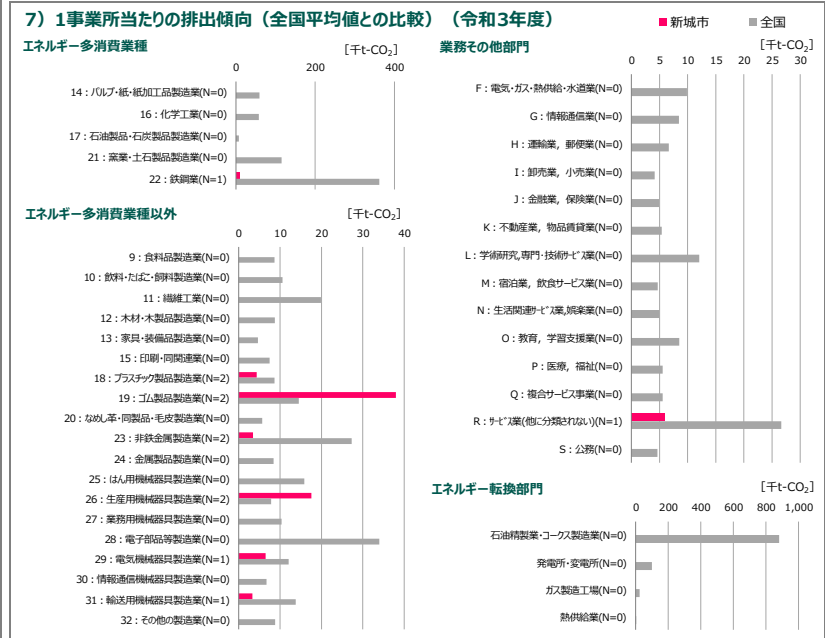 7）1事業所当たりの排出傾向（全国平均値との比較）（令和3年度）
■新城市 ■全国
エネルギー多消費業種
［千t-CO₂］
0 200 400
14：パルプ・紙・紙加工品製造業(N=0)
16：化学工業(N=0)
17：石油製品・石炭製品製造業(N=0)
21：窯業・土石製品製造業(N=0)
22：鉄鋼業(N=1)
エネルギー多消費業種以外
［千t-CO₂］
0 10 20 30 40
9：食料品製造業(N=0)
10：飲料・たばこ・飼料製造業(N=0)
11：繊維工業(N=0)
12：木材・木製品製造業(N=0)
13：家具・装備品製造業(N=0)
15：印刷・同関連業(N=0)
18：プラスチック製品製造業(N=2)
19：ゴム製品製造業(N=2)
20：なめし革・同製品・毛皮製造業(N=0)
23：非鉄金属製造業(N=2)
24：金属製品製造業(N=0)
25：はん用機械器具製造業(N=0)
26：生産用機械器具製造業(N=2)
27：業務用機械器具製造業(N=0)
28：電子部品等製造業(N=0)
29：電気機械器具製造業(N=1)
30：情報通信機械器具製造業(N=0)
31：輸送用機械器具製造業(N=1)
32：その他の製造業(N=0)
業務その他部門
［千t-CO₂］
0 5 10 15 20 25 30
F：電気・ガス・熱供給・水道業(N=0)
G：情報通信業(N=0)
H：運輸業，郵便業(N=0)
I：卸売業，小売業(N=0)
J：金融業，保険業(N=0)
K：不動産業，物品賃貸業(N=0)
L：学術研究,専門・技術ｻｰﾋﾞｽ業(N=0)
M：宿泊業，飲食サービス業(N=0)
N：生活関連ｻｰﾋﾞｽ業,娯楽業(N=0)
O：教育，学習支援業(N=0)
P：医療，福祉(N=0)
Q：複合サービス事業(N=0)
R：ｻｰﾋﾞｽ業(他に分類されない)(N=1)
S：公務(N=0)
エネルギー転換部門
［千t-CO₂］
0 200 400 600 800 1,000
石油精製業・コークス製造業(N=0)
発電所・変電所(N=0)
ガス製造工場(N=0)
熱供給業(N=0)